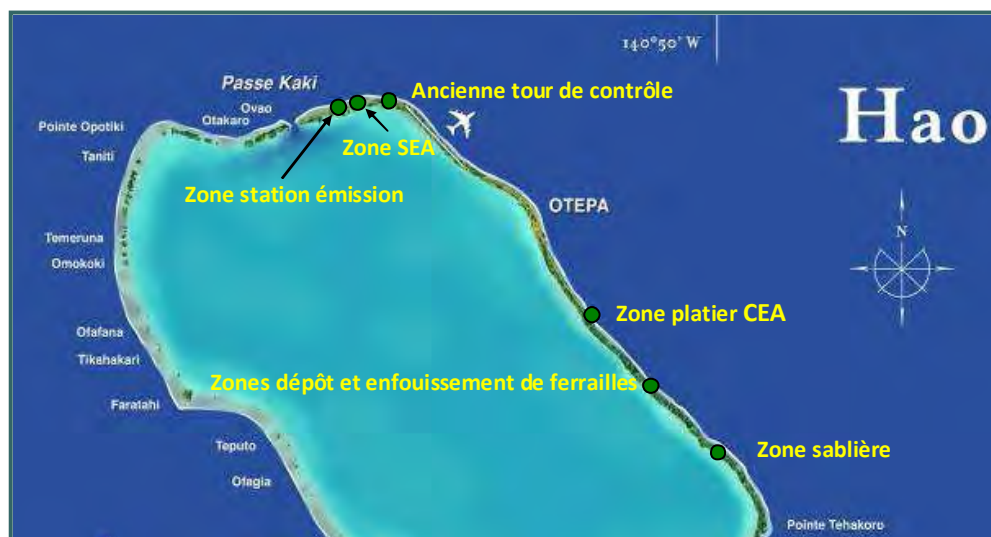 140°50' W
Hao
Passe Kaki
Ancienne tour de contrôle
Ovao
Otakaro
Pointe Opotiki
Zone SEA
Taniti
Zone station émission
OTEPA
Temeruna
N
Omokoki
Zone platier CEA
Ofafana
Tikahakari
Zones dépôt et enfouissement de ferrailles
Faratahi
Teputo
Zone sablière
Ofagia
Pointe Tehakoro